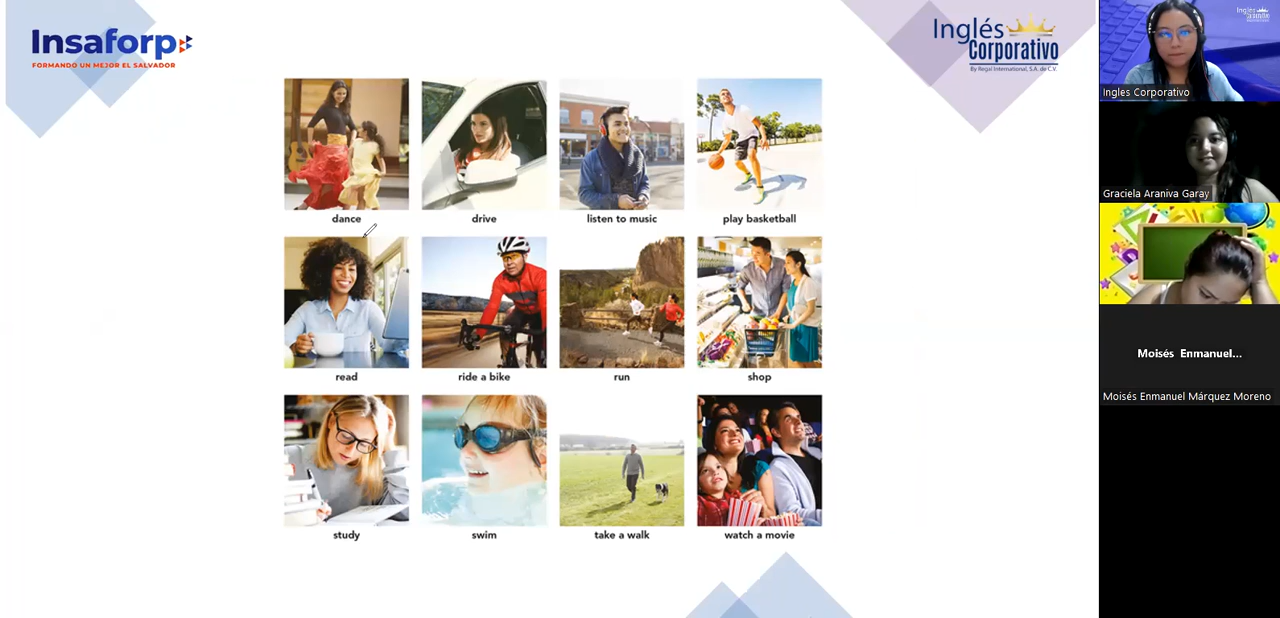 Insaforp
FORMANDO UN MEJOR EL SALVADOR
Inglés
Corporativo
By Regal International, S.A. de C.V.
dance
drive
listen to music
play basketball
read
ride a bike
run
shop
study
swim
take a walk
watch a movie
Ingles Corporativo
Graciela Araniva Garay
Moisés Enmanuel...
Moisés Enmanuel Márquez Moreno